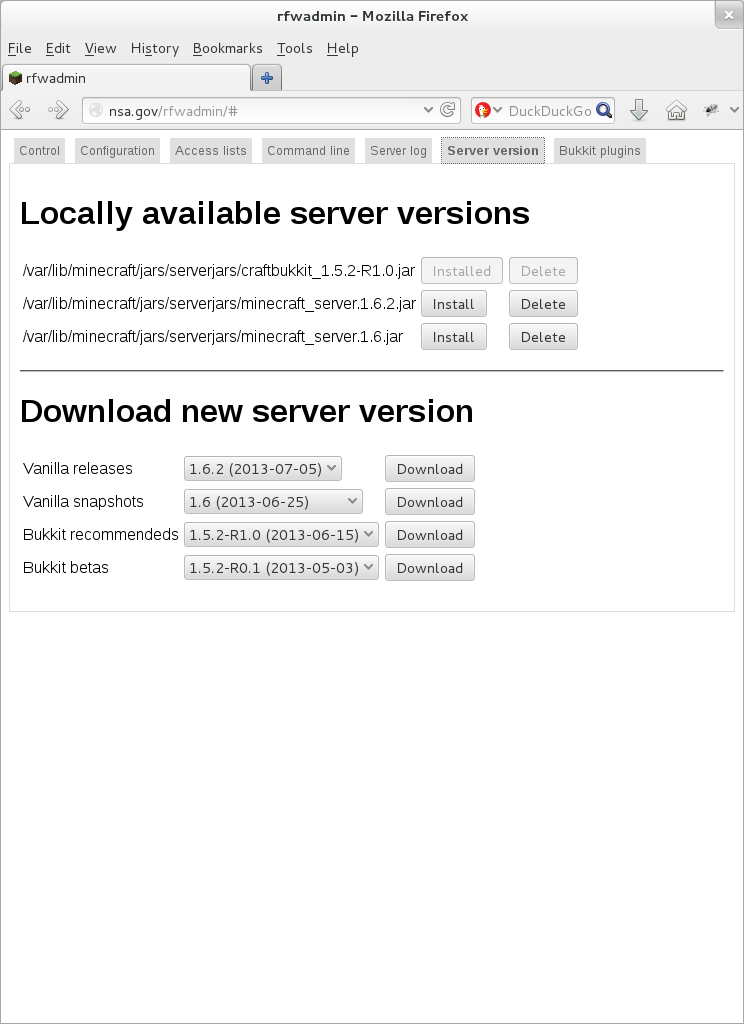 rfwadmin – Mozilla Firefox
File Edit View History Bookmarks Tools Help
rfwadmin
nsa.gov/rfwadmin/# DuckDuckGo
Control Configuration Access lists Command line Server log Server version Bukkit plugins
Locally available server versions
/var/lib/minecraft/jars/serverjars/craftbukkit_1.5.2-R1.0.jar Installed Delete
/var/lib/minecraft/jars/serverjars/minecraft_server.1.6.2.jar Install Delete
/var/lib/minecraft/jars/serverjars/minecraft_server.1.6.jar Install Delete
Download new server version
Vanilla releases 1.6.2 (2013-07-05) Download
Vanilla snapshots 1.6 (2013-06-25) Download
Bukkit recommendeds 1.5.2-R1.0 (2013-06-15) Download
Bukkit betas 1.5.2-R0.1 (2013-05-03) Download